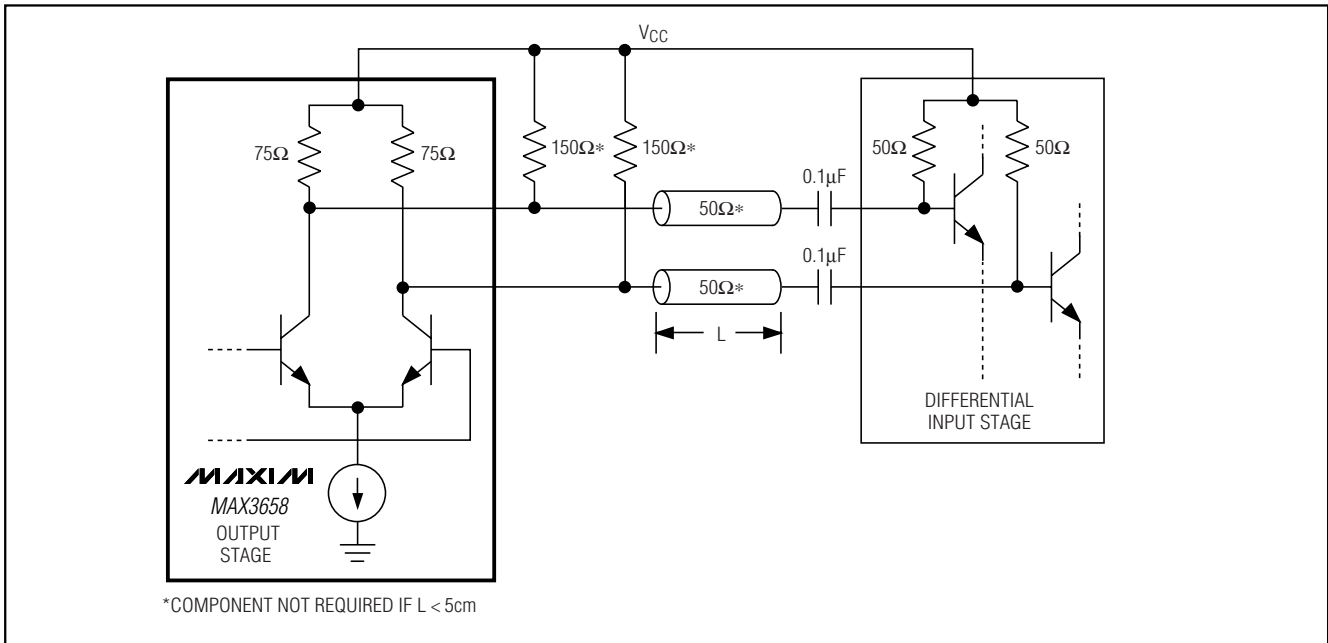 VCC
75Ω
75Ω
150Ω*
150Ω*
50Ω
50Ω
0.1µF
50Ω*
0.1µF
50Ω*
L
DIFFERENTIAL
INPUT STAGE
MAXIM
MAX3658
OUTPUT
STAGE
*COMPONENT NOT REQUIRED IF L < 5cm